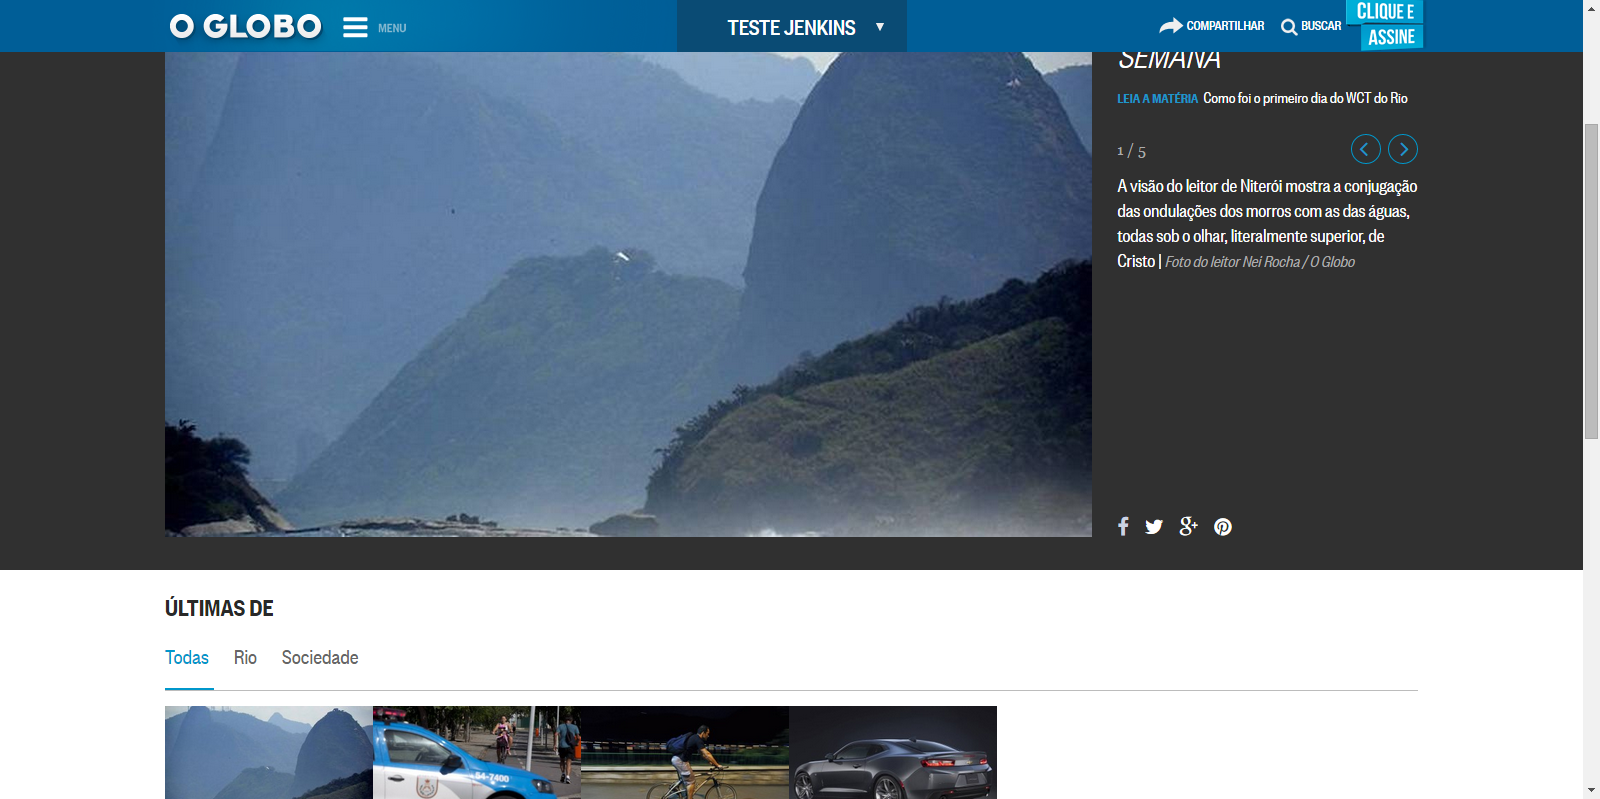 O GLOBO
MENU
TESTE JENKINS ▼
COMPARTILHAR
BUSCAR
CLIQUE E
ASSINE
SEMANA
LEIA A MATÉRIA Como foi o primeiro dia do WCT do Rio
1 / 5
A visão do leitor de Niterói mostra a conjugação
das ondulações dos morros com as das águas,
todas sob o olhar, literalmente superior, de
Cristo | Foto do leitor Nei Rocha / O Globo
ÚLTIMAS DE
Todas Rio Sociedade
54-7400